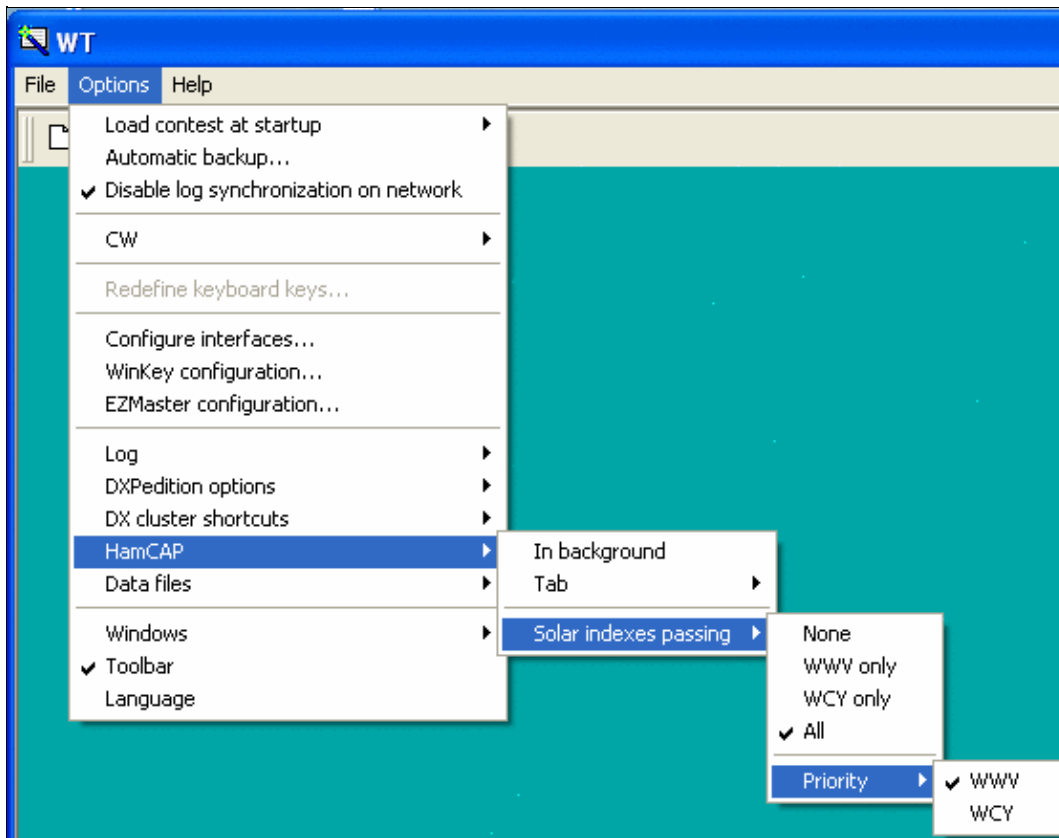 WT
File Options Help
Load contest at startup
Automatic backup...
Disable log synchronization on network
CW
Redefine keyboard keys...
Configure interfaces...
WinKey configuration...
EZMaster configuration...
Log
DXPedition options
DX cluster shortcuts
HamCAP
Data files
Windows
Toolbar
Language
In background
Tab
Solar indexes passing
None
WWV only
WCY only
All
Priority
WWV
WCY